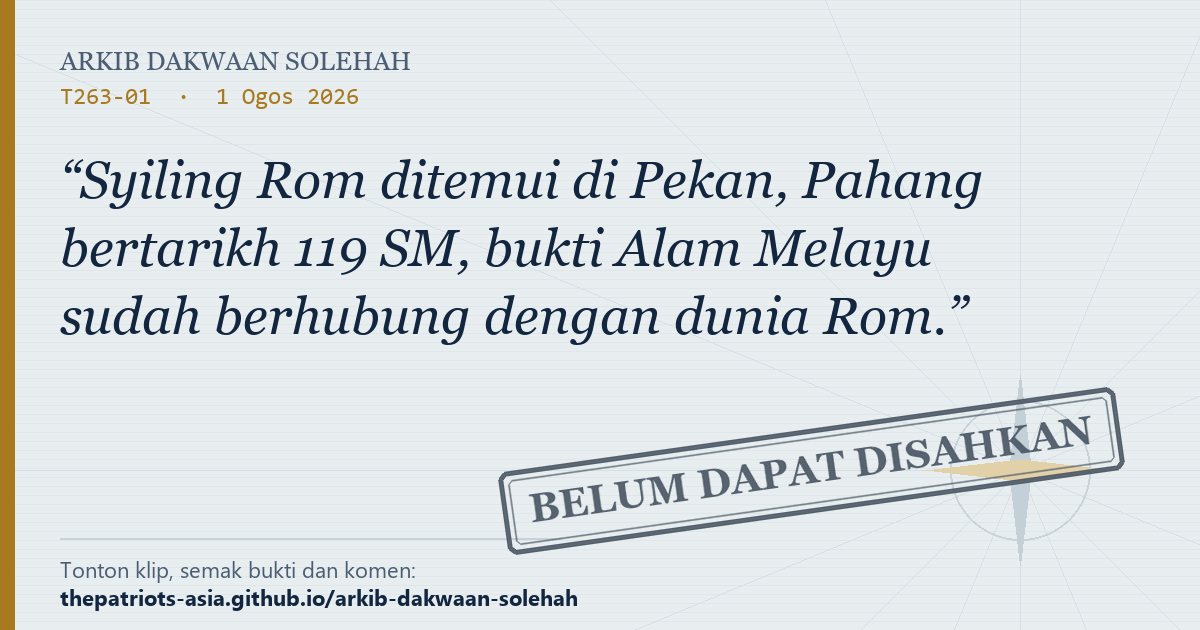 ARKIB DAKWAAN SOLEHAH
T263-01 · 1 Ogos 2026
“Syiling Rom ditemui di Pekan, Pahang
bertarikh 119 SM, bukti Alam Melayu
sudah berhubung dengan dunia Rom.”
BELUM DAPAT DISAHKAN
Tonton klip, semak bukti dan komen:
thepatriots-asia.github.io/arkib-dakwaan-solehah